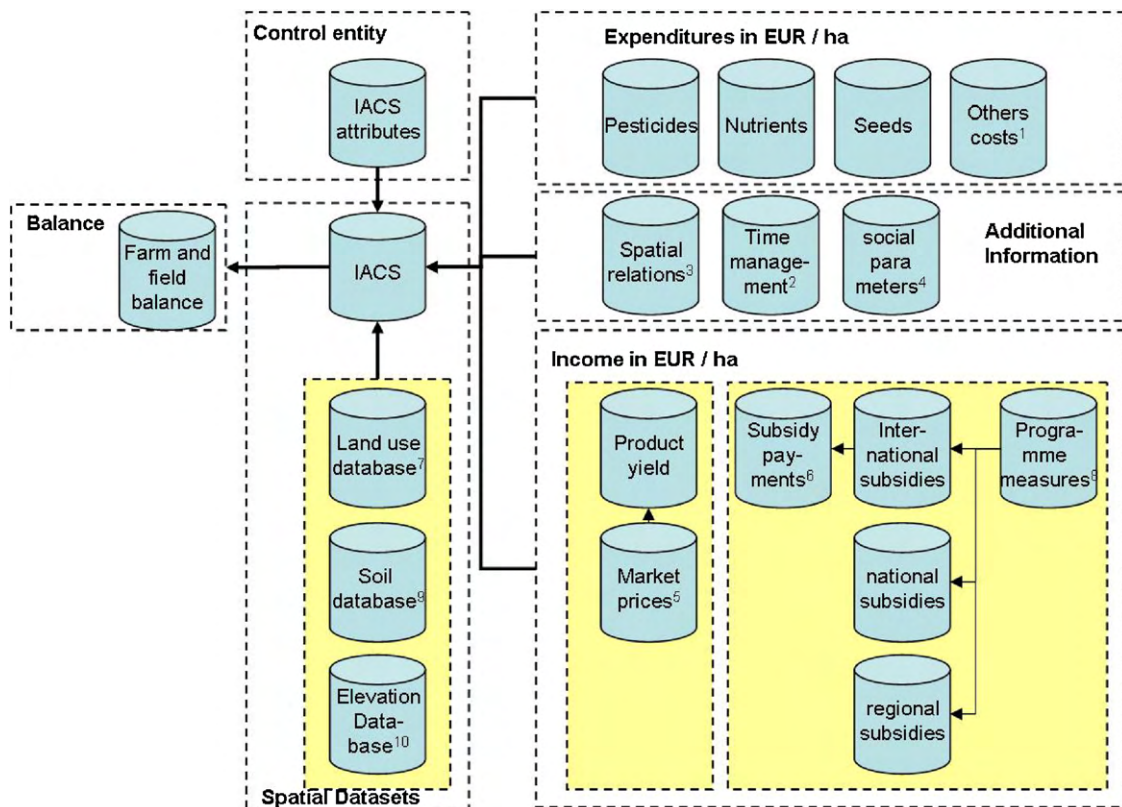 Control entity
IACS
attributes
Expenditures in EUR / ha
Pesticides
Nutrients
Seeds
Others
costs1
Balance
Farm and
field
balance
IACS
Spatial
relations3
Time
manage-
ment2
social
para
meters4
Additional
Information
Income in EUR / ha
Land use
database7
Soil
database9
Elevation
Data-
base10
Spatial Datasets
Product
yield
Market
prices5
Subsidy
pay-
ments6
Inter-
national
subsidies
Progra-
mme
measures8
national
subsidies
regional
subsidies